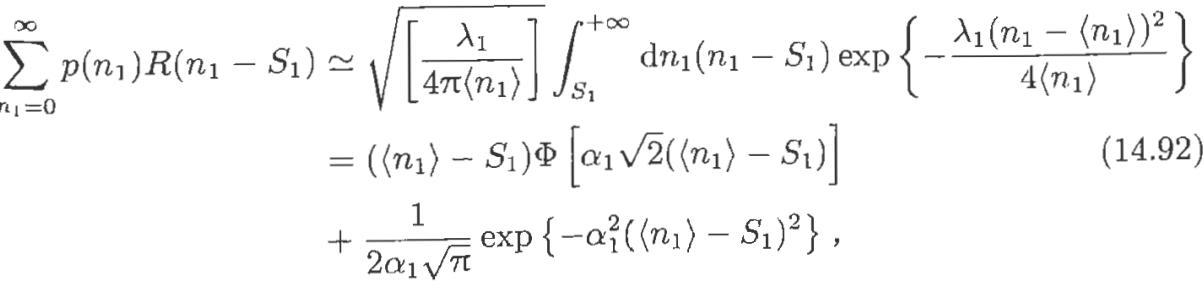 \sum_{n_1=0}^{\infty} p(n_1) R(n_1 - S_1) \simeq \sqrt{\left[ \frac{\lambda_1}{4\pi \langle n_1 \rangle} \right]} \int_{S_1}^{+\infty} \mathrm{d}n_1 (n_1 - S_1) \exp \left\{ -\frac{\lambda_1 (n_1 - \langle n_1 \rangle)^2}{4 \langle n_1 \rangle} \right\}
= (\langle n_1 \rangle - S_1) \Phi \left[ \alpha_1 \sqrt{2} (\langle n_1 \rangle - S_1) \right] \quad (14.92)
+ \frac{1}{2\alpha_1 \sqrt{\pi}} \exp \left\{ -\alpha_1^2 (\langle n_1 \rangle - S_1)^2 \right\} ,